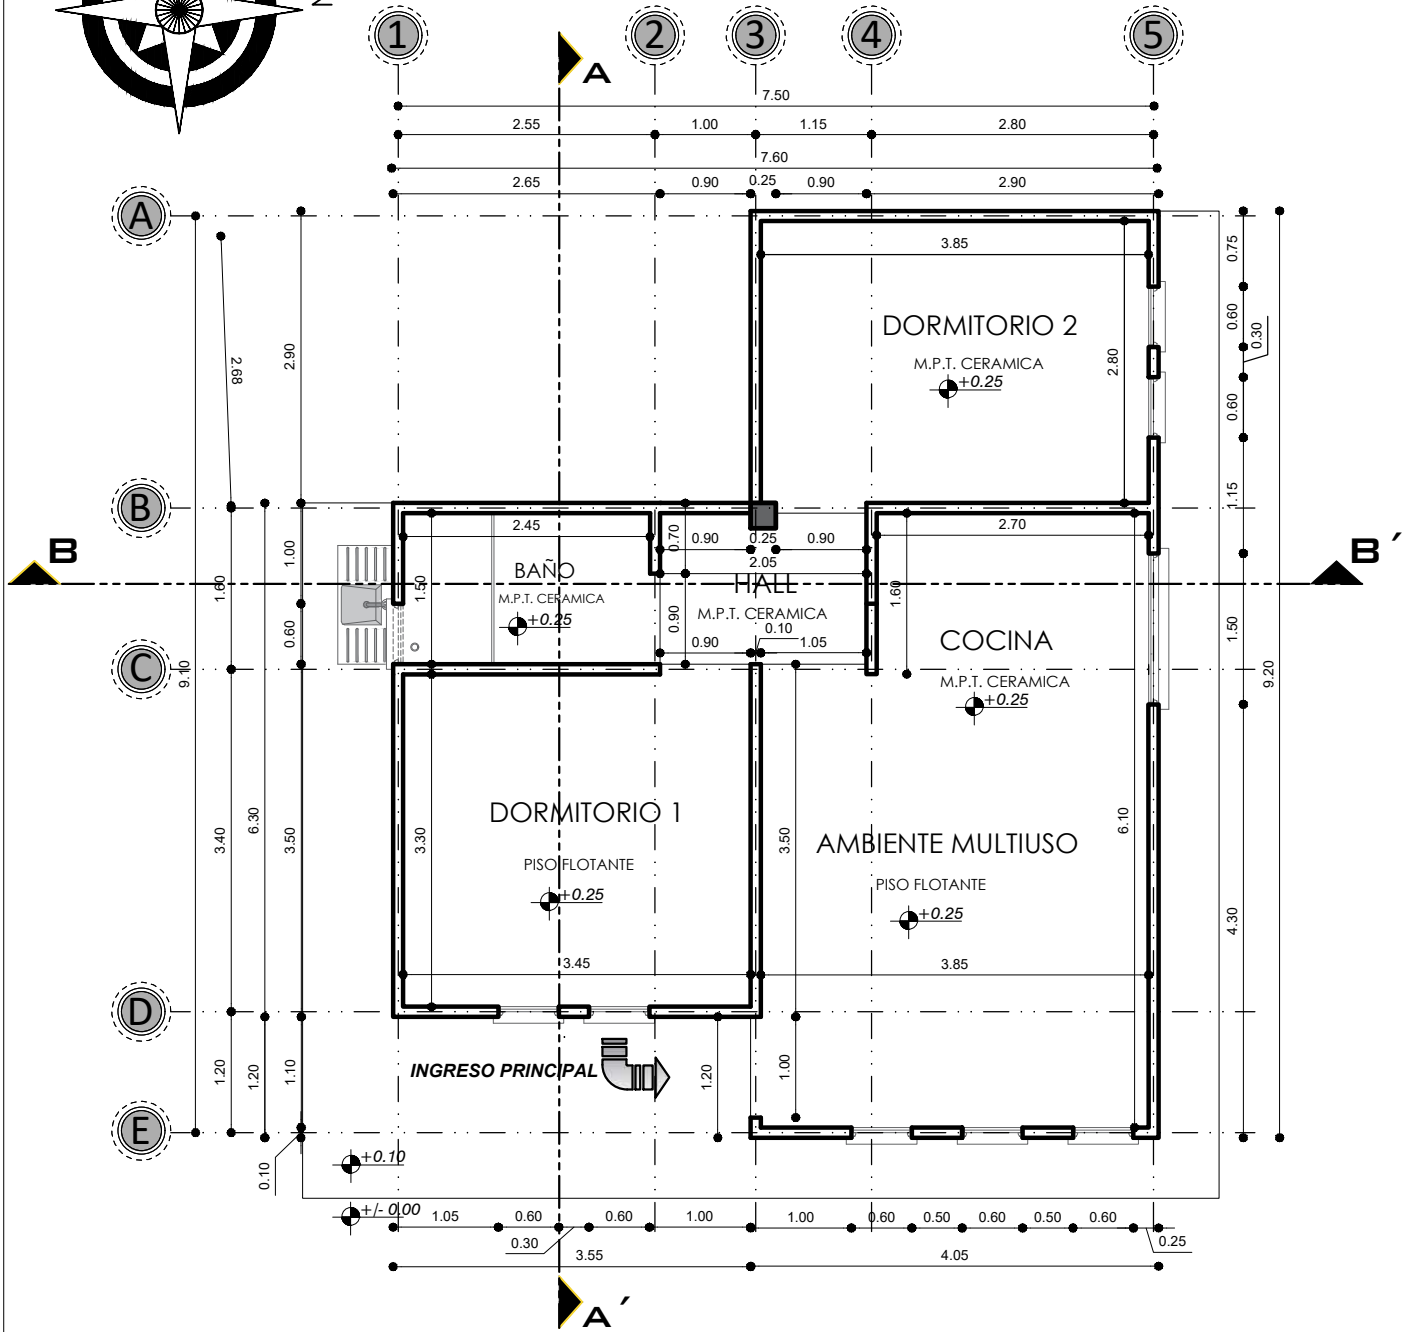 N
1 2 3 4 5
A
7.50
2.55 1.00 1.15 2.80
7.60
2.65 0.90 0.25 0.90 2.90
A
3.85
0.75
DORMITORIO 2
0.60
0.30
2.90
2.68
2.80
M.P.T. CERAMICA
+0.25
0.60
B
1.15
2.45
0.70
0.90 0.25 0.90
2.70
1.00
B
B´
2.05
BAÑO
HALL
1.60
1.50
1.60
M.P.T. CERAMICA
M.P.T. CERAMICA
+0.25
0.90
0.10
0.60
0.90 1.05
COCINA
1.50
C
9.10
9.20
M.P.T. CERAMICA
+0.25
DORMITORIO 1
3.40
6.30
3.50
3.30
3.50
6.10
AMBIENTE MULTIUSO
PISO FLOTANTE
PISO FLOTANTE
+0.25
+0.25
4.30
3.45
3.85
D
INGRESO PRINCIPAL
1.20
1.20
1.10
1.20
1.00
E
+0.10
0.10
+/- 0.00
1.05 0.60 0.60 1.00 1.00 0.60 0.50 0.60 0.50 0.60
0.30
0.25
3.55 4.05
A´